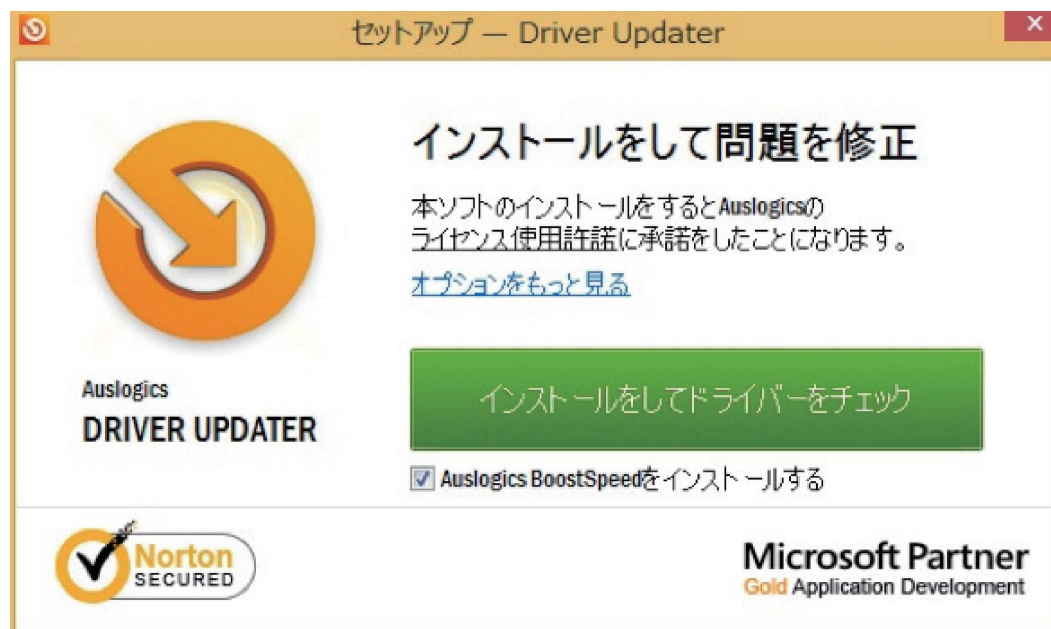 セットアップ — Driver Updater
インストールをして問題を修正
本ソフトのインストールをするとAuslogicsの
ライセンス使用許諾に承諾をしたことになります。
オプションをもっと見る
Auslogics
DRIVER UPDATER
インストールをしてドライバーをチェック
Auslogics BoostSpeedをインストールする
Norton
SECURED
Microsoft Partner
Gold Application Development